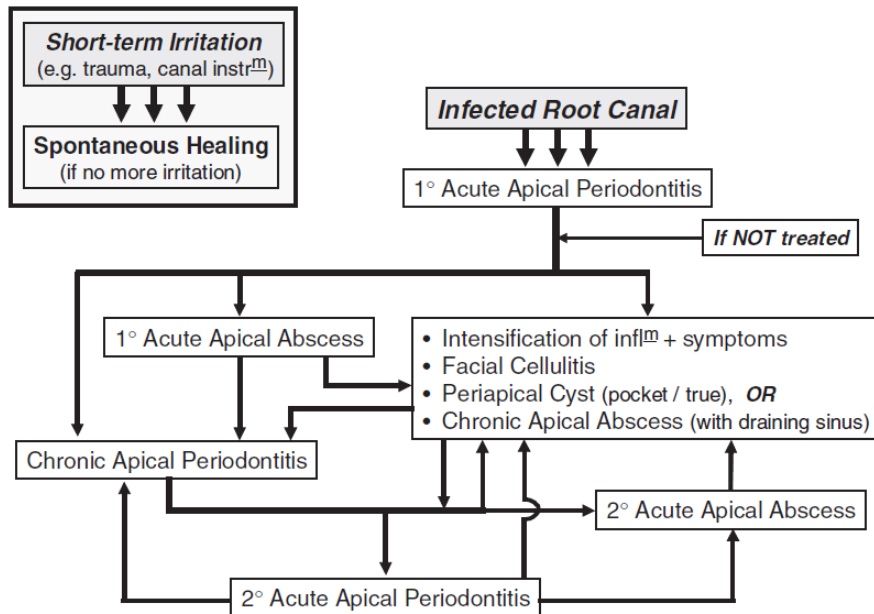 Short-term Irritation
(e.g. trauma, canal instrm)
Spontaneous Healing
(if no more irritation)
Infected Root Canal
1° Acute Apical Periodontitis
If NOT treated
1° Acute Apical Abscess
• Intensification of inflm + symptoms
• Facial Cellulitis
• Periapical Cyst (pocket / true), OR
• Chronic Apical Abscess (with draining sinus)
Chronic Apical Periodontitis
2° Acute Apical Abscess
2° Acute Apical Periodontitis